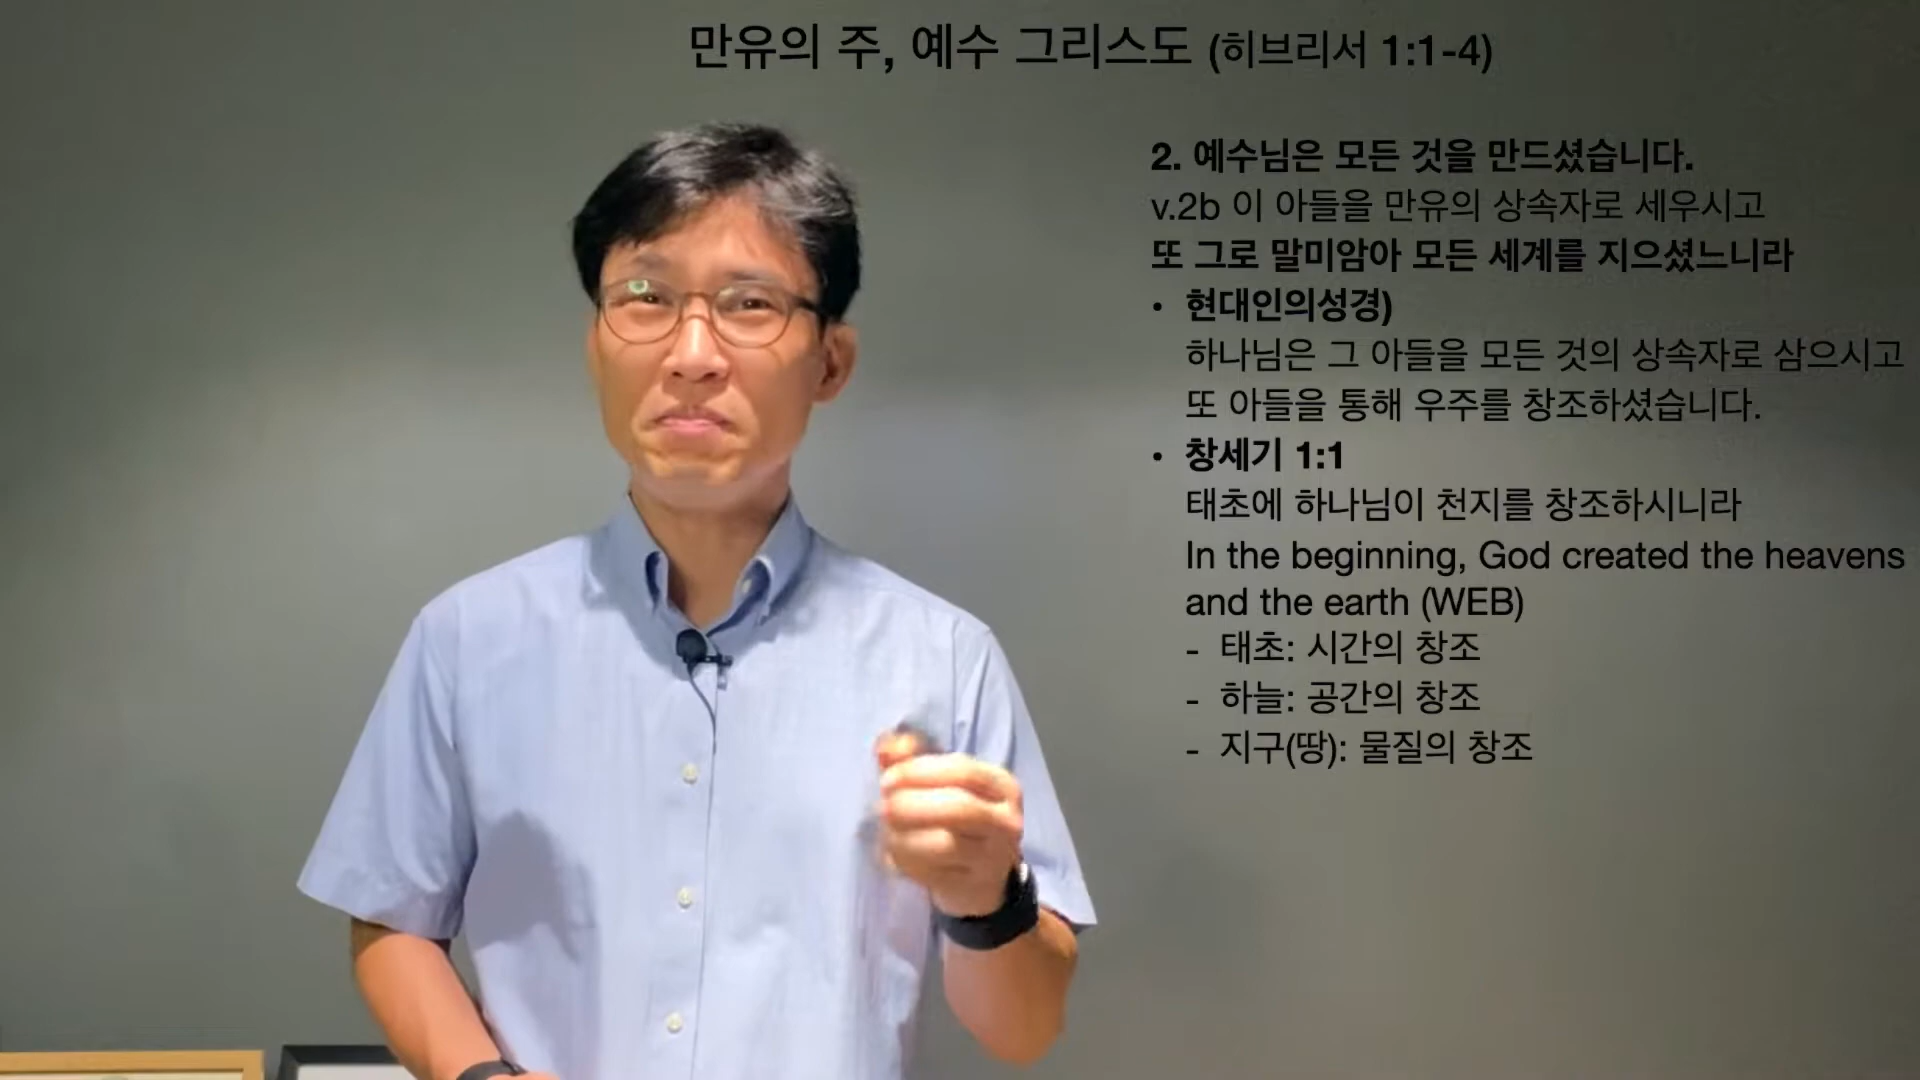 만유의 주, 예수 그리스도 (히브리서 1:1-4)
2. 예수님은 모든 것을 만드셨습니다.
v.2b 이 아들을 만유의 상속자로 세우시고
또 그로 말미암아 모든 세계를 지으셨느니라
• 현대인의성경)
하나님은 그 아들을 모든 것의 상속자로 삼으시고
또 아들을 통해 우주를 창조하셨습니다.
• 창세기 1:1
태초에 하나님이 천지를 창조하시니라
In the beginning, God created the heavens
and the earth (WEB)
- 태초: 시간의 창조
- 하늘: 공간의 창조
- 지구(땅): 물질의 창조